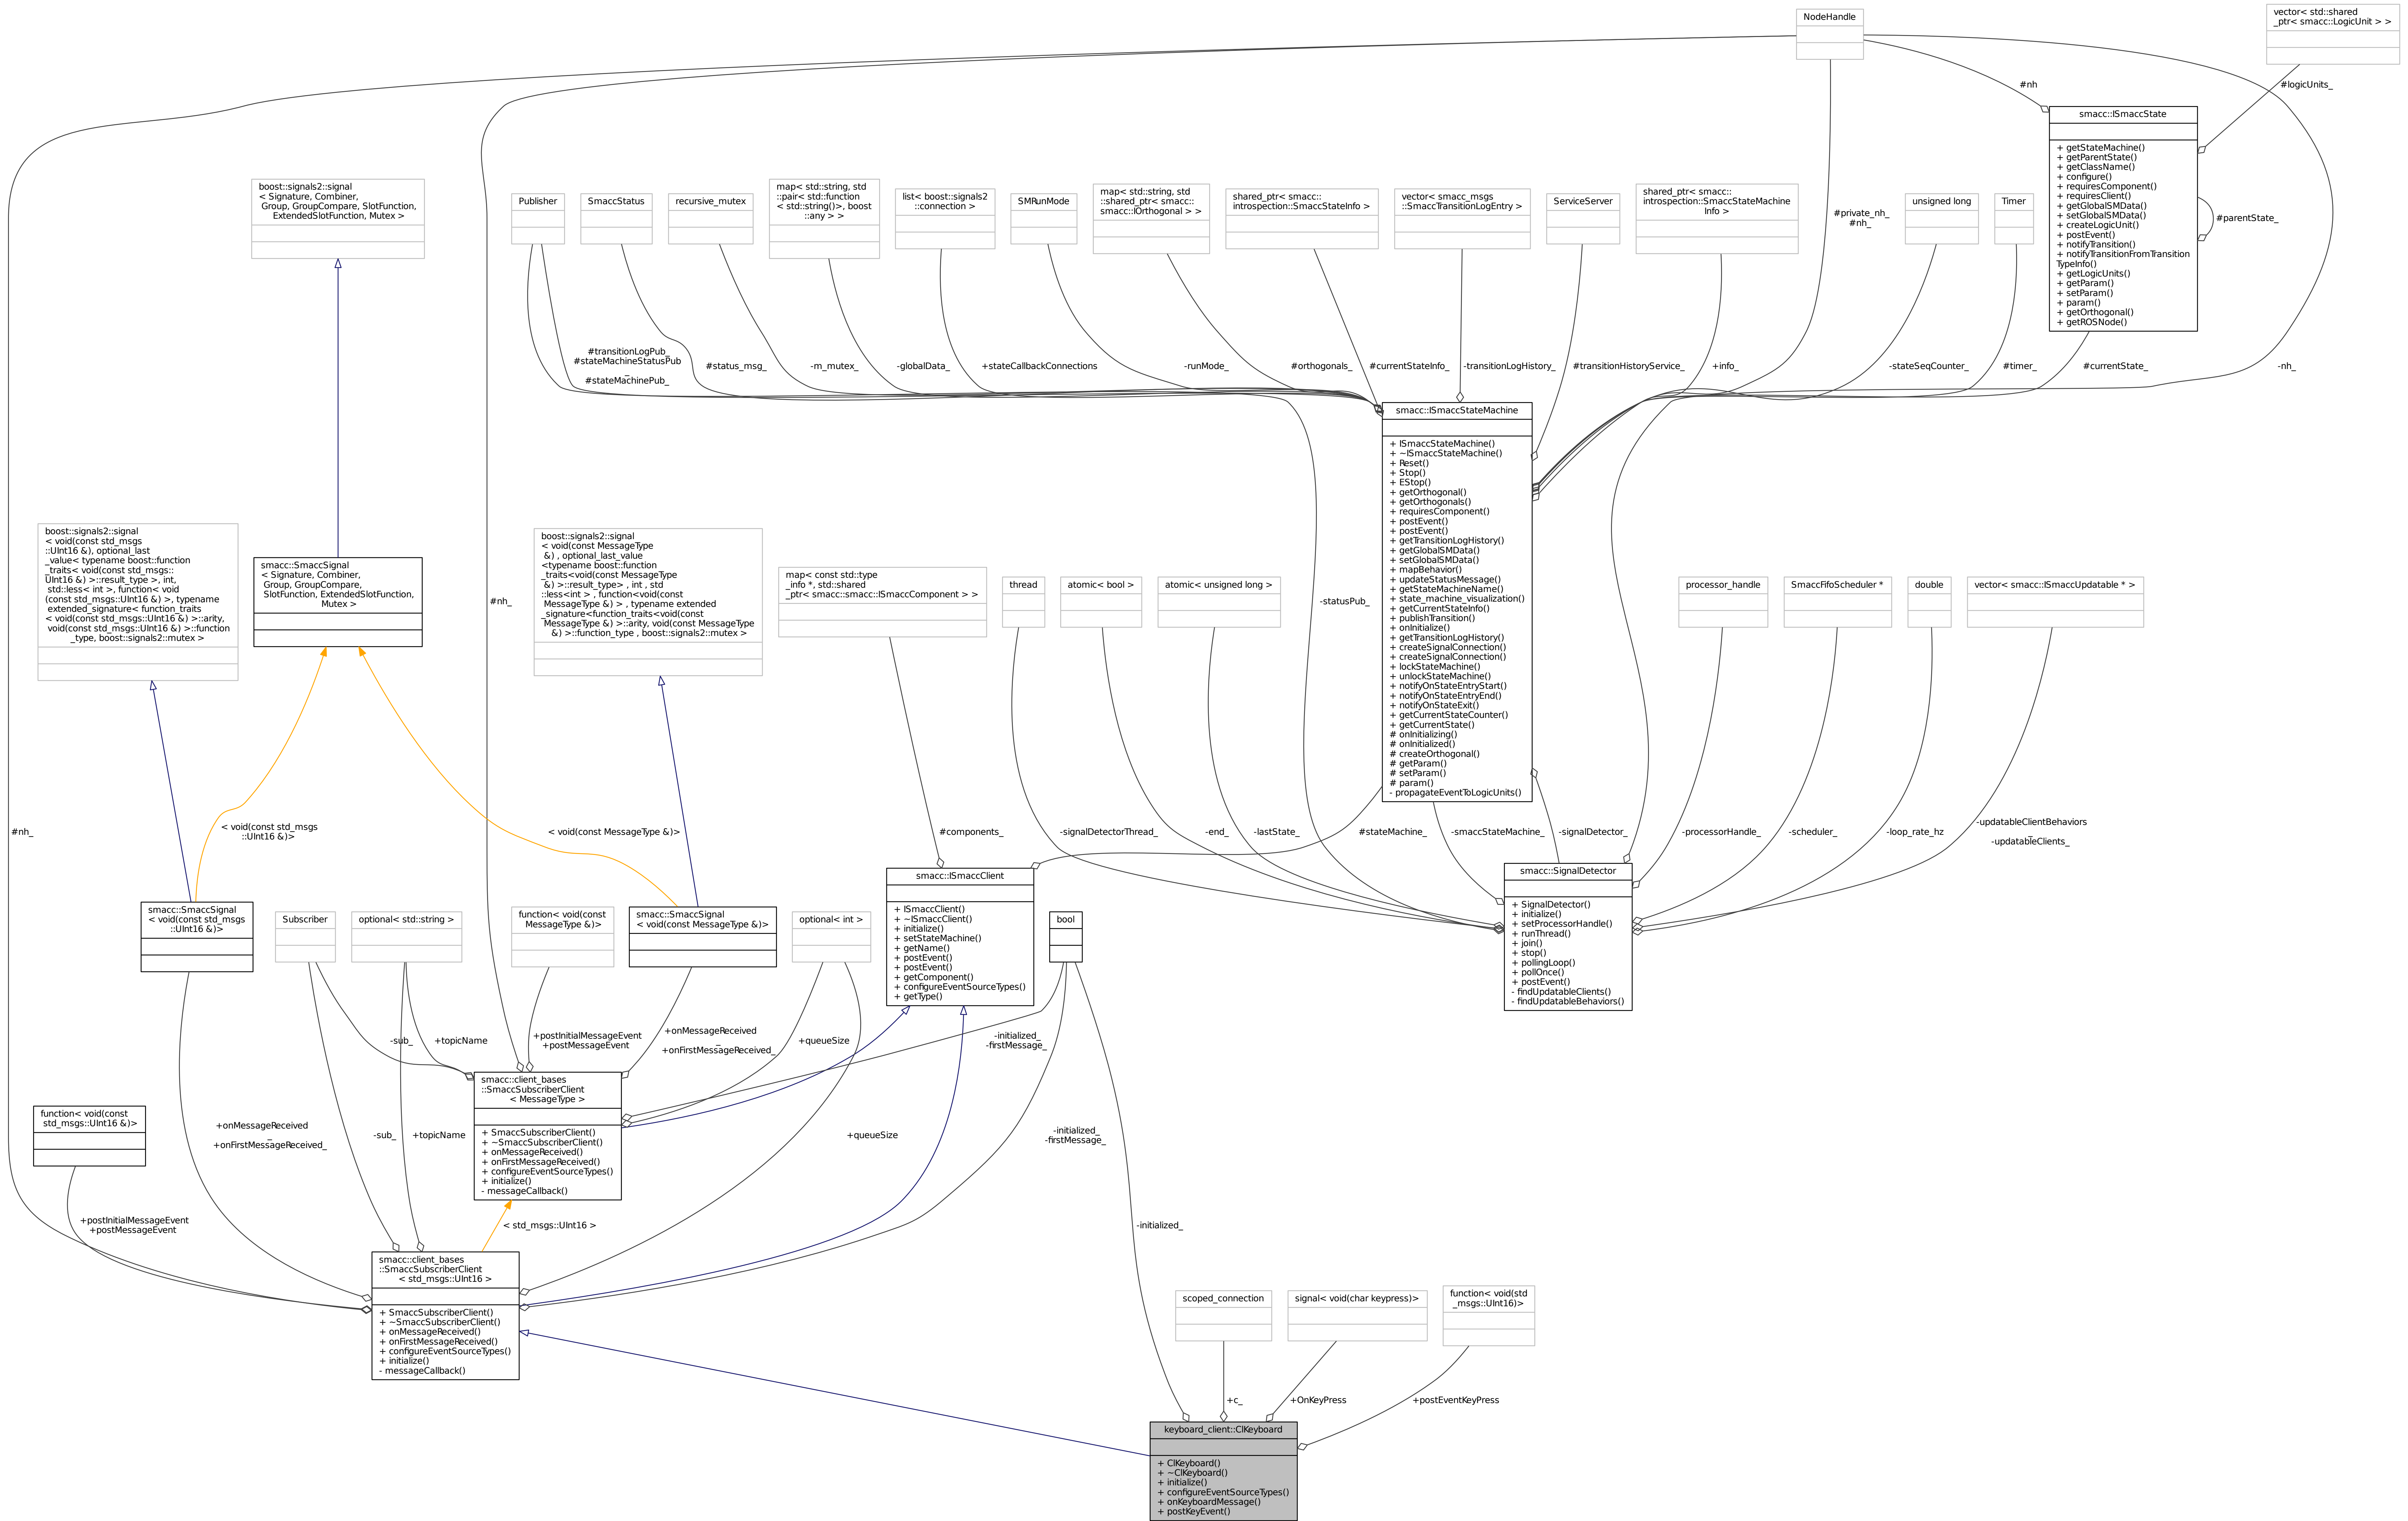 NodeHandle
vector< std::shared
_ptr< smacc::LogicUnit > >
#nh
#logicUnits_
smacc::ISmaccState
+ getStateMachine()
+ getParentState()
+ getClassName()
+ configure()
+ requiresComponent()
+ requiresClient()
+ getGlobalSMData()
+ setGlobalSMData()
+ createLogicUnit()
+ postEvent()
+ notifyTransition()
+ notifyTransitionFromTransition
TypeInfo()
+ getLogicUnits()
+ getParam()
+ setParam()
+ param()
+ getOrthogonal()
+ getROSNode()
#parentState_
boost::signals2::signal
< Signature, Combiner,
Group, GroupCompare, SlotFunction,
ExtendedSlotFunction, Mutex >
Publisher
SmaccStatus
recursive_mutex
map< std::string, std
::pair< std::function
< std::string()>, boost
::any > >
list< boost::signals2
::connection >
SMRunMode
map< std::string, std
::shared_ptr< smacc::
smacc::IOrthogonal > >
shared_ptr< smacc::
introspection::SmaccStateInfo >
vector< smacc_msgs
::SmaccTransitionLogEntry >
ServiceServer
shared_ptr< smacc::
introspection::SmaccStateMachine
Info >
#private_nh_
#nh_
unsigned long
Timer
#transitionLogPub_
#stateMachineStatusPub
_
#stateMachinePub_
#status_msg_
-m_mutex_
-globalData_
+stateCallbackConnections
-runMode_
#orthogonals_
#currentStateInfo_
-transitionLogHistory_
#transitionHistoryService_
+info_
-stateSeqCounter_
#timer_
#currentState_
-nh_
smacc::ISmaccStateMachine
+ ISmaccStateMachine()
+ ~ISmaccStateMachine()
+ Reset()
+ Stop()
+ EStop()
+ getOrthogonal()
+ getOrthogonals()
+ requiresComponent()
+ postEvent()
+ postEvent()
+ getTransitionLogHistory()
+ getGlobalSMData()
+ setGlobalSMData()
+ mapBehavior()
+ updateStatusMessage()
+ getStateMachineName()
+ state_machine_visualization()
+ getCurrentStateInfo()
+ publishTransition()
+ onInitialize()
+ getTransitionLogHistory()
+ createSignalConnection()
+ createSignalConnection()
+ lockStateMachine()
+ unlockStateMachine()
+ notifyOnStateEntryStart()
+ notifyOnStateEntryEnd()
+ notifyOnStateExit()
+ getCurrentStateCounter()
+ getCurrentState()
# onInitializing()
# onInitialized()
# createOrthogonal()
# getParam()
# setParam()
# param()
- propagateEventToLogicUnits()
boost::signals2::signal
< void(const std_msgs
::UInt16 &), optional_last
_value< typename boost::function
_traits< void(const std_msgs::
UInt16 &) >::result_type >, int,
std::less< int >, function< void
(const std_msgs::UInt16 &) >, typename
extended_signature< function_traits
< void(const std_msgs::UInt16 &) >::arity,
void(const std_msgs::UInt16 &) >::function
_type, boost::signals2::mutex >
smacc::SmaccSignal
< Signature, Combiner,
Group, GroupCompare,
SlotFunction, ExtendedSlotFunction,
Mutex >
#nh_
boost::signals2::signal
< void(const MessageType
&) , optional_last_value
<typename boost::function
_traits<void(const MessageType
&) >::result_type> , int , std
::less<int > , function<void(const
MessageType &) > , typename extended
_signature<function_traits<void(const
MessageType &) >::arity, void(const MessageType
&) >::function_type , boost::signals2::mutex >
map< const std::type
_info *, std::shared
_ptr< smacc::smacc::ISmaccComponent > >
thread
atomic< bool >
atomic< unsigned long >
-statusPub_
processor_handle
SmaccFifoScheduler *
double
vector< smacc::ISmaccUpdatable * >
#nh_
< void(const std_msgs
::UInt16 &)>
< void(const MessageType &)>
#components_
-signalDetectorThread_
-end_
-lastState_
#stateMachine_
-smaccStateMachine_
-signalDetector_
-processorHandle_
-scheduler_
-loop_rate_hz
-updatableClientBehaviors
_
-updatableClients_
smacc::SmaccSignal
< void(const std_msgs
::UInt16 &)>
Subscriber
optional< std::string >
function< void(const
MessageType &)>
smacc::SmaccSignal
< void(const MessageType &)>
optional< int >
smacc::ISmaccClient
+ ISmaccClient()
+ ~ISmaccClient()
+ initialize()
+ setStateMachine()
+ getName()
+ postEvent()
+ postEvent()
+ getComponent()
+ configureEventSourceTypes()
+ getType()
bool
smacc::SignalDetector
+ SignalDetector()
+ initialize()
+ setProcessorHandle()
+ runThread()
+ join()
+ stop()
+ pollingLoop()
+ pollOnce()
+ postEvent()
- findUpdatableClients()
- findUpdatableBehaviors()
-sub_
+topicName
+postInitialMessageEvent
+postMessageEvent
+onMessageReceived
_
+onFirstMessageReceived_
+queueSize
-initialized_
-firstMessage_
smacc::client_bases
::SmaccSubscriberClient
< MessageType >
+ SmaccSubscriberClient()
+ ~SmaccSubscriberClient()
+ onMessageReceived()
+ onFirstMessageReceived()
+ configureEventSourceTypes()
+ initialize()
- messageCallback()
function< void(const
std_msgs::UInt16 &)>
+onMessageReceived
_
+onFirstMessageReceived_
-sub_
+topicName
+queueSize
-initialized_
-firstMessage_
+postInitialMessageEvent
+postMessageEvent
< std_msgs::UInt16 >
-initialized_
smacc::client_bases
::SmaccSubscriberClient
< std_msgs::UInt16 >
+ SmaccSubscriberClient()
+ ~SmaccSubscriberClient()
+ onMessageReceived()
+ onFirstMessageReceived()
+ configureEventSourceTypes()
+ initialize()
- messageCallback()
scoped_connection
signal< void(char keypress)>
function< void(std
_msgs::UInt16)>
+c_
+OnKeyPress
+postEventKeyPress
keyboard_client::ClKeyboard
+ ClKeyboard()
+ ~ClKeyboard()
+ initialize()
+ configureEventSourceTypes()
+ onKeyboardMessage()
+ postKeyEvent()